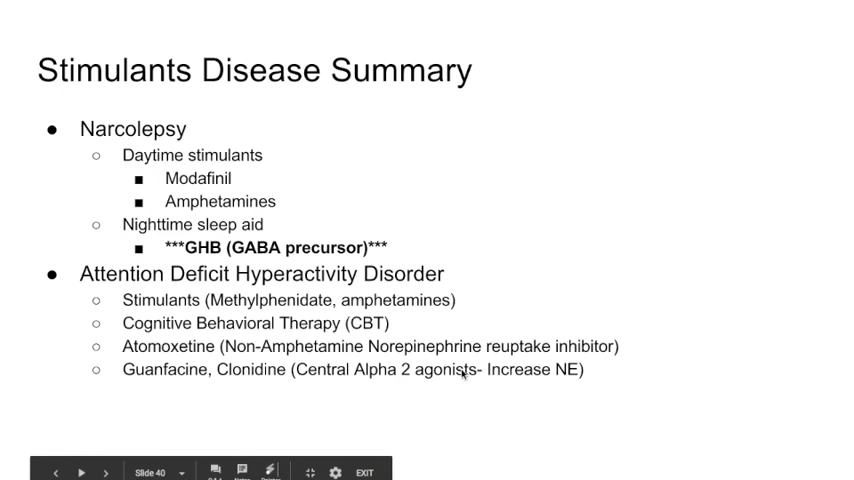 Stimulants Disease Summary
● Narcolepsy
○ Daytime stimulants
■ Modafinil
■ Amphetamines
○ Nighttime sleep aid
■ ***GHB (GABA precursor)***
● Attention Deficit Hyperactivity Disorder
○ Stimulants (Methylphenidate, amphetamines)
○ Cognitive Behavioral Therapy (CBT)
○ Atomoxetine (Non-Amphetamine Norepinephrine reuptake inhibitor)
○ Guanfacine, Clonidine (Central Alpha 2 agonists- Increase NE)
Slide 40 EXIT